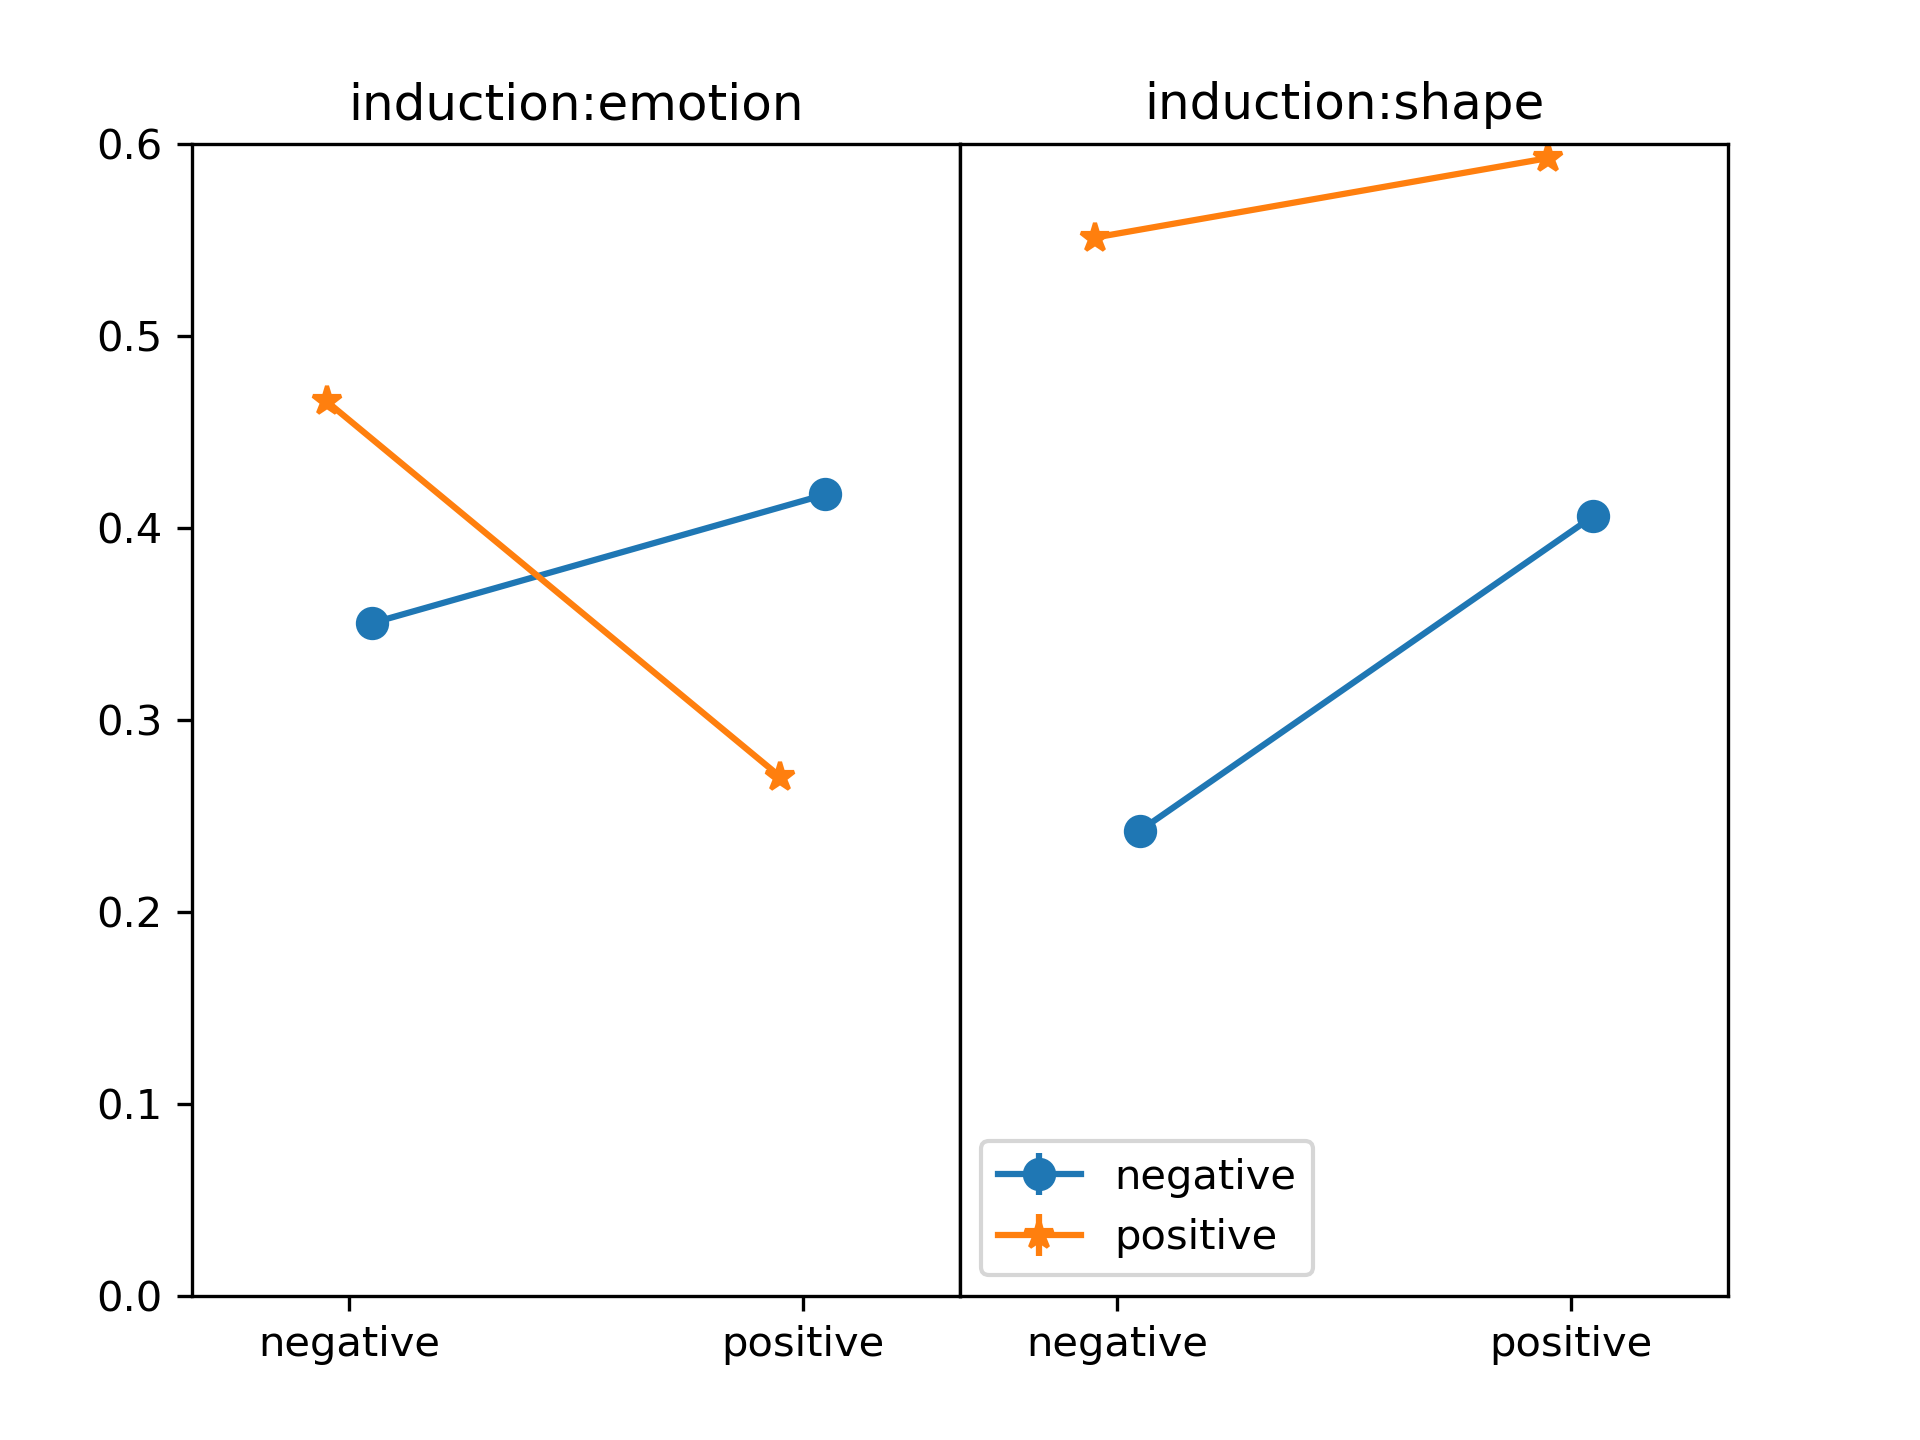 induction:emotion
induction:shape
0.6
0.5
0.4
0.3
0.2
0.1
0.0
negative
positive
negative
positive
negative
positive